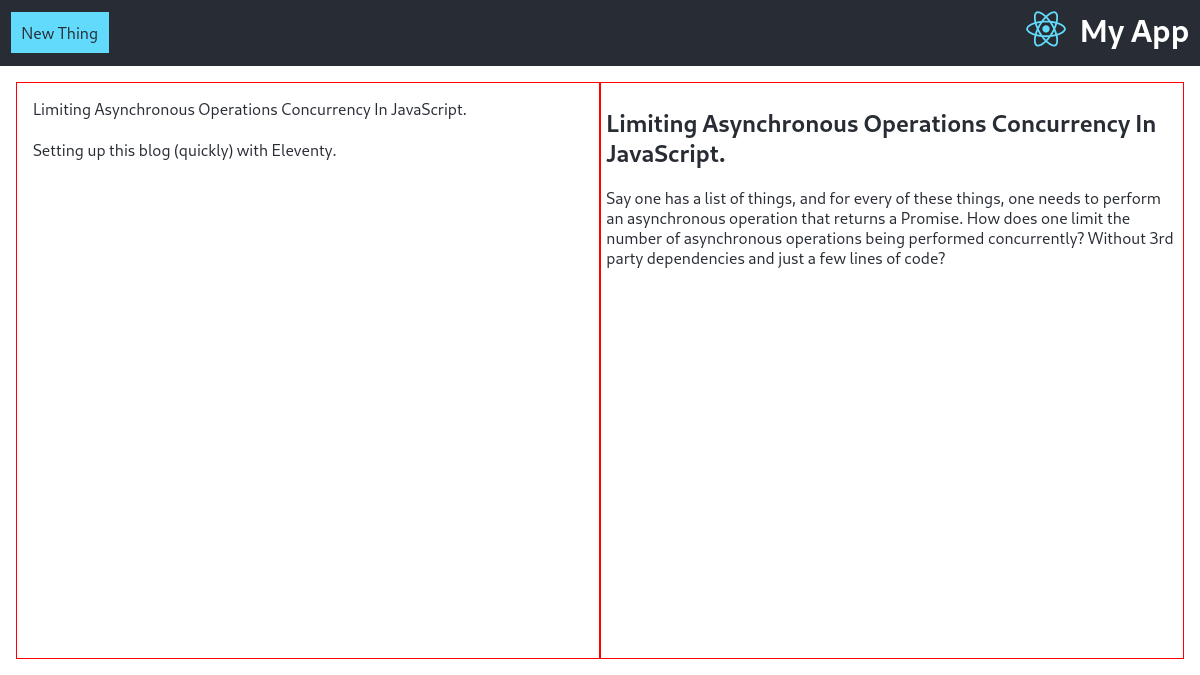 New Thing
My App
Limiting Asynchronous Operations Concurrency In JavaScript.
Setting up this blog (quickly) with Eleventy.
Limiting Asynchronous Operations Concurrency In
JavaScript.
Say one has a list of things, and for every of these things, one needs to perform
an asynchronous operation that returns a Promise. How does one limit the
number of asynchronous operations being performed concurrently? Without 3rd
party dependencies and just a few lines of code?